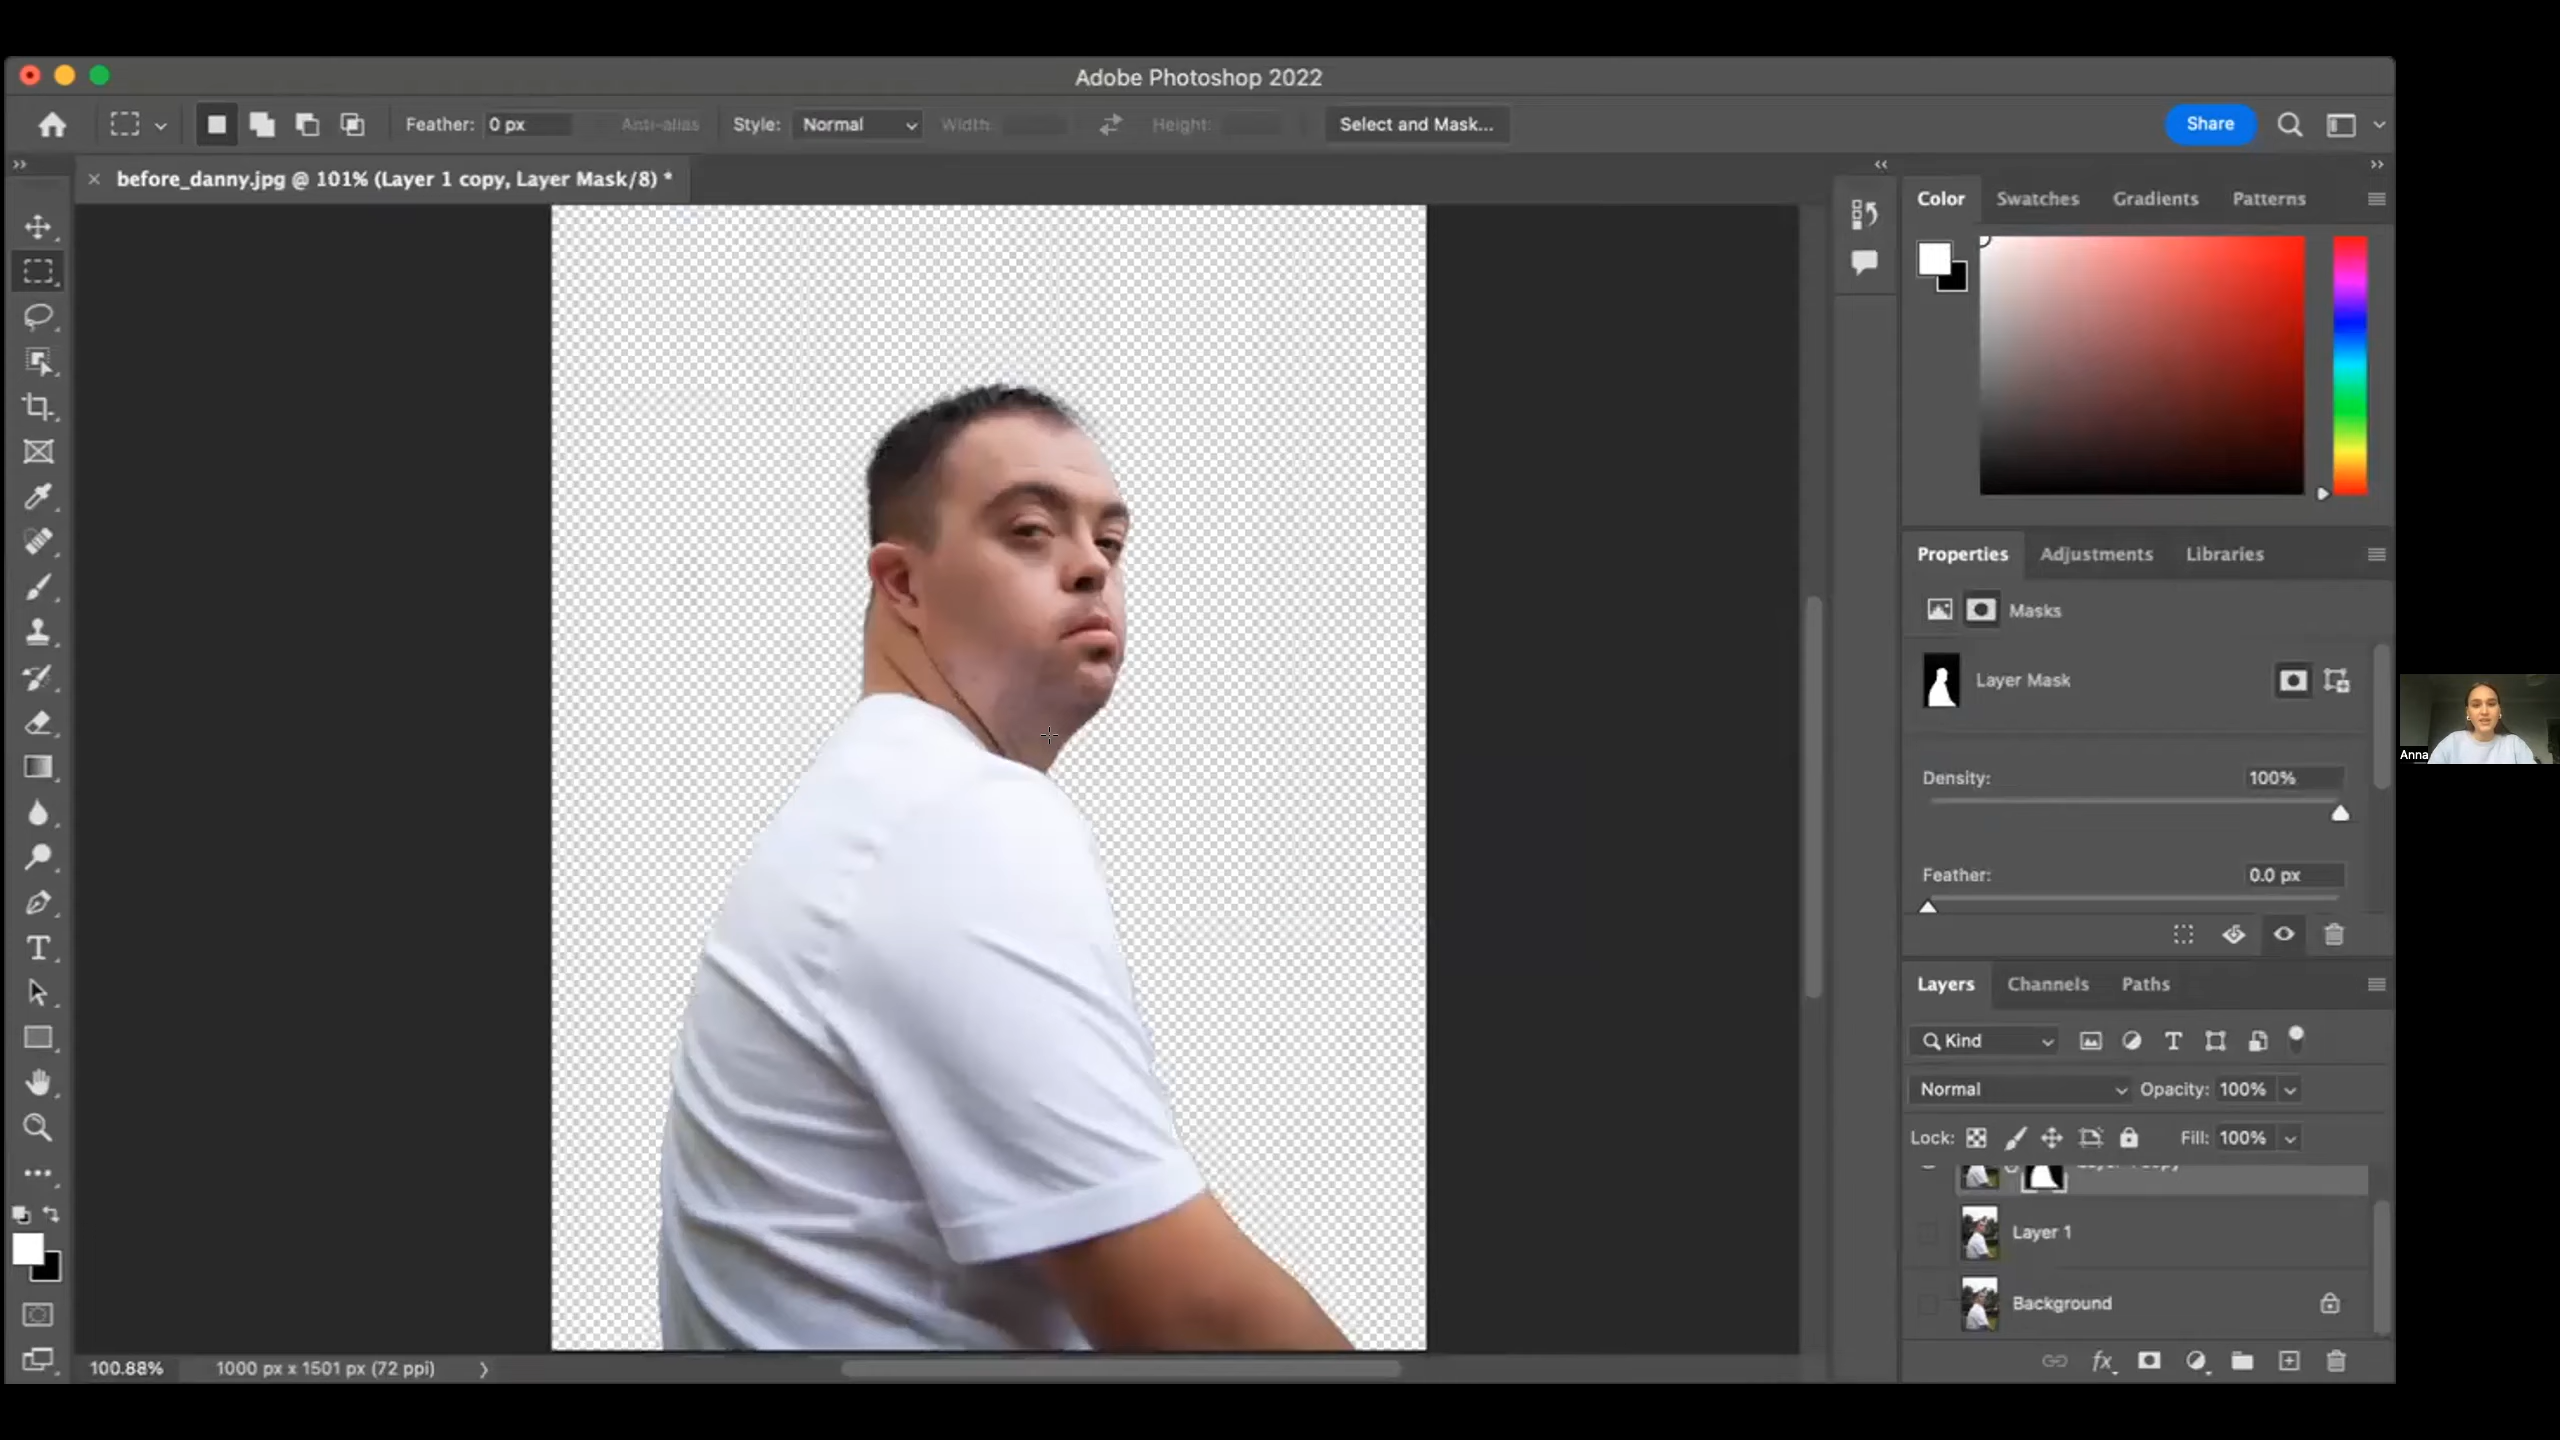 Adobe Photoshop 2022
Feather: 0 px Anti-alias Style: Normal Width: Height: Select and Mask... Share
before_danny.jpg @ 101% (Layer 1 copy, Layer Mask/8) *
Color Swatches Gradients Patterns
Properties Adjustments Libraries
Masks
Layer Mask
Anna
Density: 100%
Feather: 0.0 px
Layers Channels Paths
Kind
Normal Opacity: 100%
Lock: Fill: 100%
Layer 1 copy
Layer 1
Background
100.88% 1000 px x 1501 px (72 ppi)